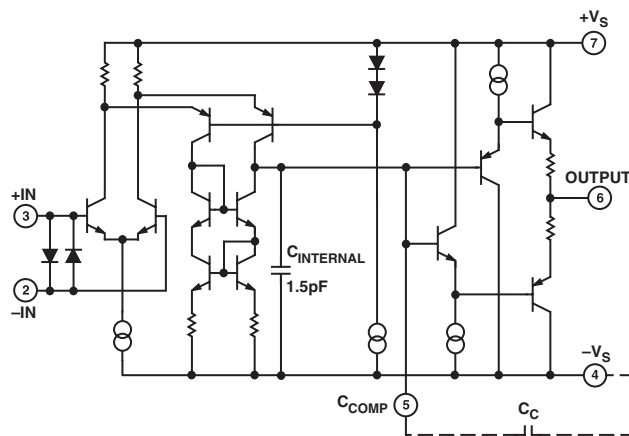 +VS
7
+IN
3
OUTPUT
6
CINTERNAL
1.5pF
2
–IN
–VS
4
CCOMP
5
CC